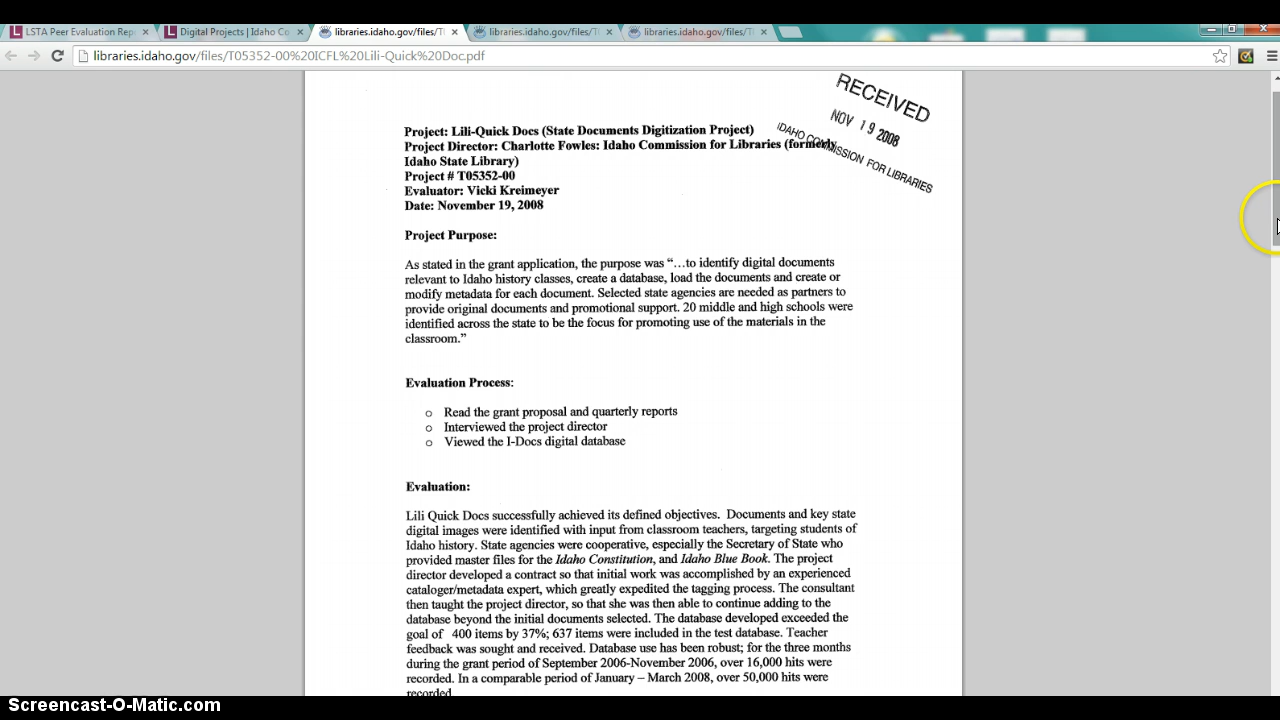 LSTA Peer Evaluation Rep
Digital Projects | Idaho Co
libraries.idaho.gov/files/T
libraries.idaho.gov/files/T
libraries.idaho.gov/files/T
libraries.idaho.gov/files/T05352-00%20ICFL%20Lili-Quick%20Doc.pdf
RECEIVED
NOV 19 2008
IDAHO COMMISSION FOR LIBRARIES
Project: Lili-Quick Docs (State Documents Digitization Project)
Project Director: Charlotte Fowles: Idaho Commission for Libraries (formerly
Idaho State Library)
Project # T05352-00
Evaluator: Vicki Kreimeyer
Date: November 19, 2008
Project Purpose:
As stated in the grant application, the purpose was “…to identify digital documents
relevant to Idaho history classes, create a database, load the documents and create or
modify metadata for each document. Selected state agencies are needed as partners to
provide original documents and promotional support. 20 middle and high schools were
identified across the state to be the focus for promoting use of the materials in the
classroom.”
Evaluation Process:
o Read the grant proposal and quarterly reports
o Interviewed the project director
o Viewed the I-Docs digital database
Evaluation:
Lili Quick Docs successfully achieved its defined objectives. Documents and key state
digital images were identified with input from classroom teachers, targeting students of
Idaho history. State agencies were cooperative, especially the Secretary of State who
provided master files for the Idaho Constitution, and Idaho Blue Book. The project
director developed a contract so that initial work was accomplished by an experienced
cataloger/metadata expert, which greatly expedited the tagging process. The consultant
then taught the project director, so that she was then able to continue adding to the
database beyond the initial documents selected. The database developed exceeded the
goal of 400 items by 37%; 637 items were included in the test database. Teacher
feedback was sought and received. Database use has been robust; for the three months
during the grant period of September 2006-November 2006, over 16,000 hits were
recorded. In a comparable period of January – March 2008, over 50,000 hits were
recorded.
Screencast-O-Matic.com